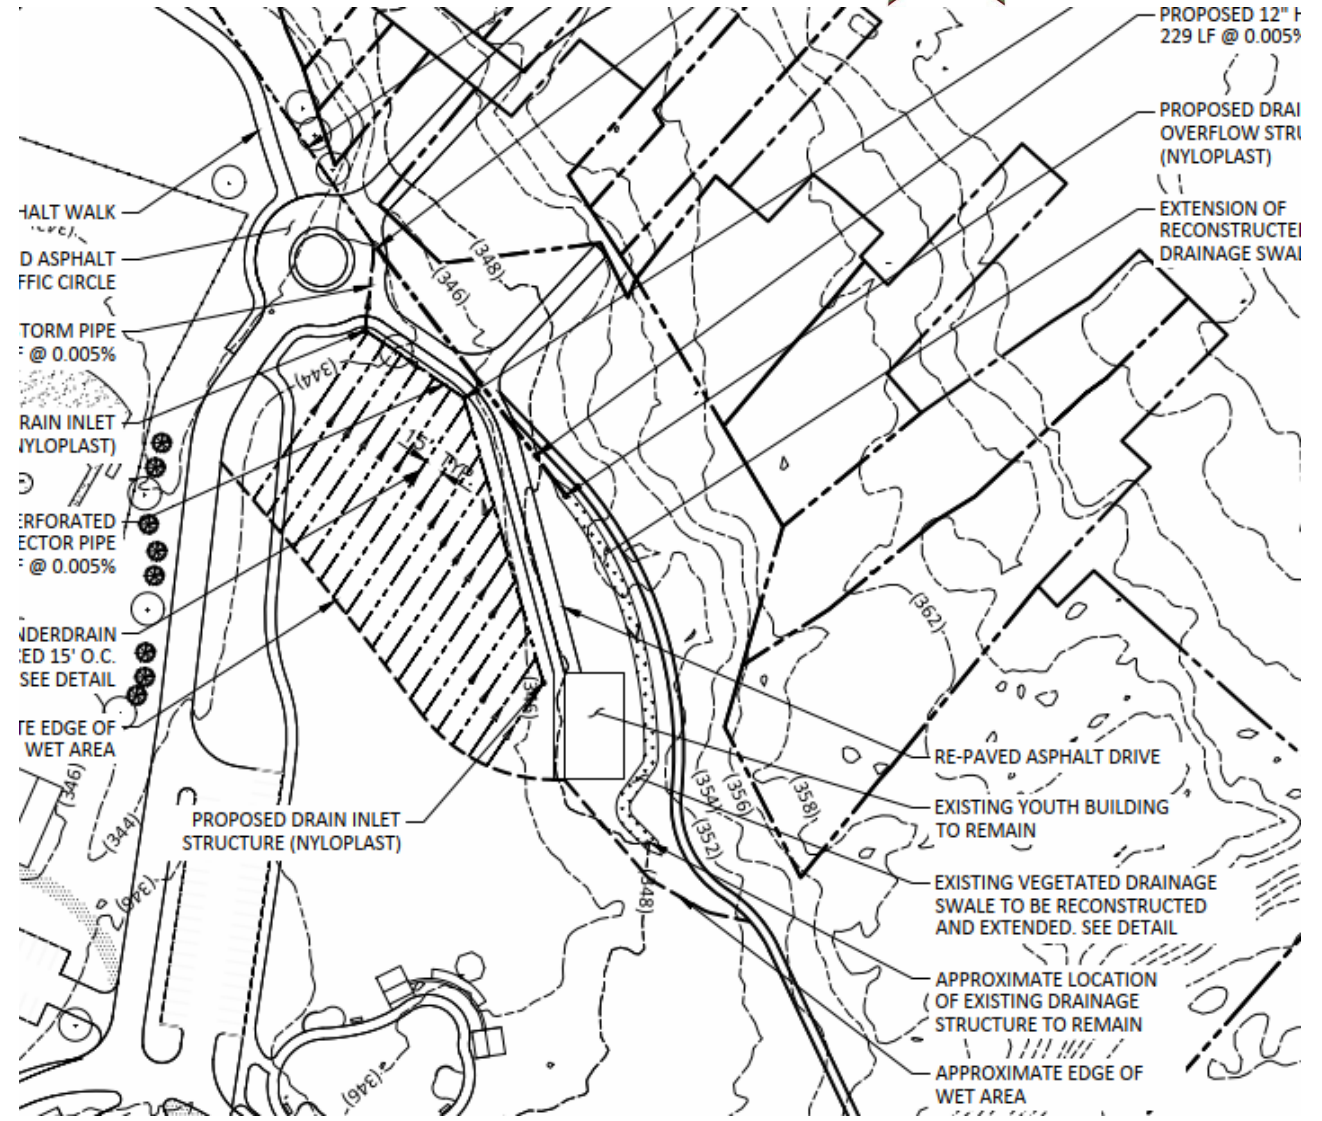 PROPOSED 12" H
229 LF @ 0.005%
PROPOSED DRAI
OVERFLOW STRU
(NYLOPLAST)
EXTENSION OF
RECONSTRUCTE
DRAINAGE SWAL
HALT WALK
D ASPHALT
FFIC CIRCLE
TORM PIPE
F @ 0.005%
RAIN INLET
NYLOPLAST)
ERFORATED
ECTOR PIPE
F @ 0.005%
NDERDRAIN
CED 15' O.C.
SEE DETAIL
TE EDGE OF
WET AREA
PROPOSED DRAIN INLET
STRUCTURE (NYLOPLAST)
(348)
(346)
(344)
15' TYP.
(346)
(362)
(354)
(356)
(358)
(352)
(348)
(346)
(344)
(346)
(346)
RE-PAVED ASPHALT DRIVE
EXISTING YOUTH BUILDING
TO REMAIN
EXISTING VEGETATED DRAINAGE
SWALE TO BE RECONSTRUCTED
AND EXTENDED. SEE DETAIL
APPROXIMATE LOCATION
OF EXISTING DRAINAGE
STRUCTURE TO REMAIN
APPROXIMATE EDGE OF
WET AREA